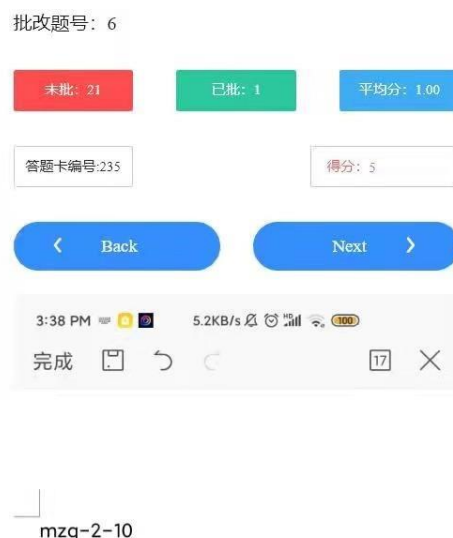 批改题号：6
未批：21 已批：1 平均分：1.00
答题卡编号:235 得分：5
Back Next
3:38 PM 5.2KB/s HD 100
完成 17
mzq-2-10